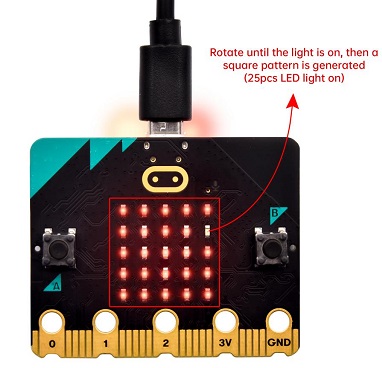 Rotate until the light is on, then a
square pattern is generated
(25pcs LED light on)
B
A
0 1 2 3V GND